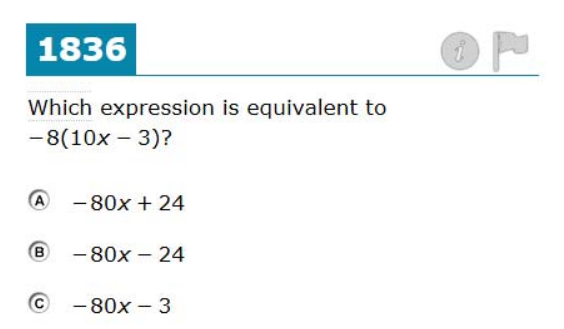 1836
i
Which expression is equivalent to
−8(10x − 3)?
A −80x + 24
B −80x − 24
C −80x − 3